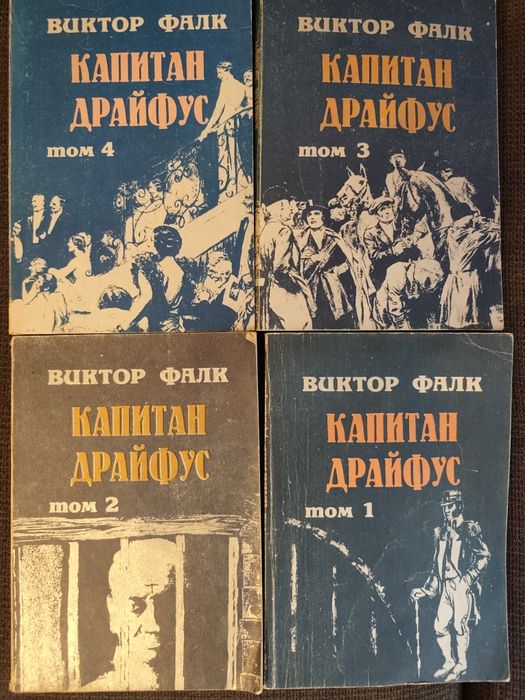 ВИКТОР ФАЛК
КАПИТАН
ДРАЙФУС
том 4
ВИКТОР ФАЛК
КАПИТАН
ДРАЙФУС
том 3
ВИКТОР ФАЛК
КАПИТАН
ДРАЙФУС
том 2
ВИКТОР ФАЛК
КАПИТАН
ДРАЙФУС
том 1